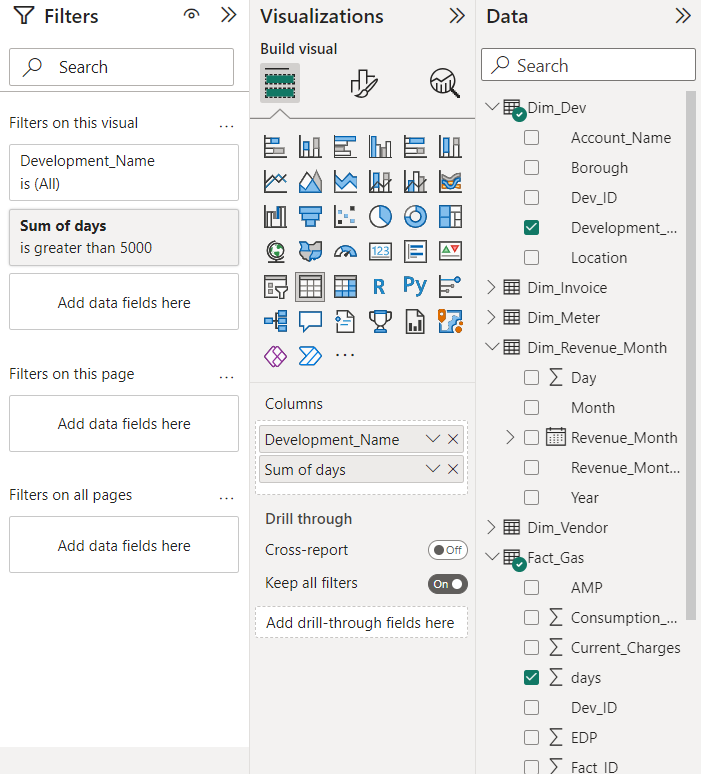 Filters
Search
Filters on this visual
...
Development_Name
is (All)
Sum of days
is greater than 5000
Add data fields here
Filters on this page
...
Add data fields here
Filters on all pages
...
Add data fields here
Visualizations
Build visual
123
R
Py
...
Columns
Development_Name
Sum of days
Drill through
Cross-report
Off
Keep all filters
On
Add drill-through fields here
Data
Search
Dim_Dev
Account_Name
Borough
Dev_ID
Development_...
Location
Dim_Invoice
Dim_Meter
Dim_Revenue_Month
∑ Day
Month
Revenue_Month
Revenue_Mont...
Year
Dim_Vendor
Fact_Gas
AMP
∑ Consumption_...
∑ Current_Charges
∑ days
Dev_ID
∑ EDP
∑ Fact_ID